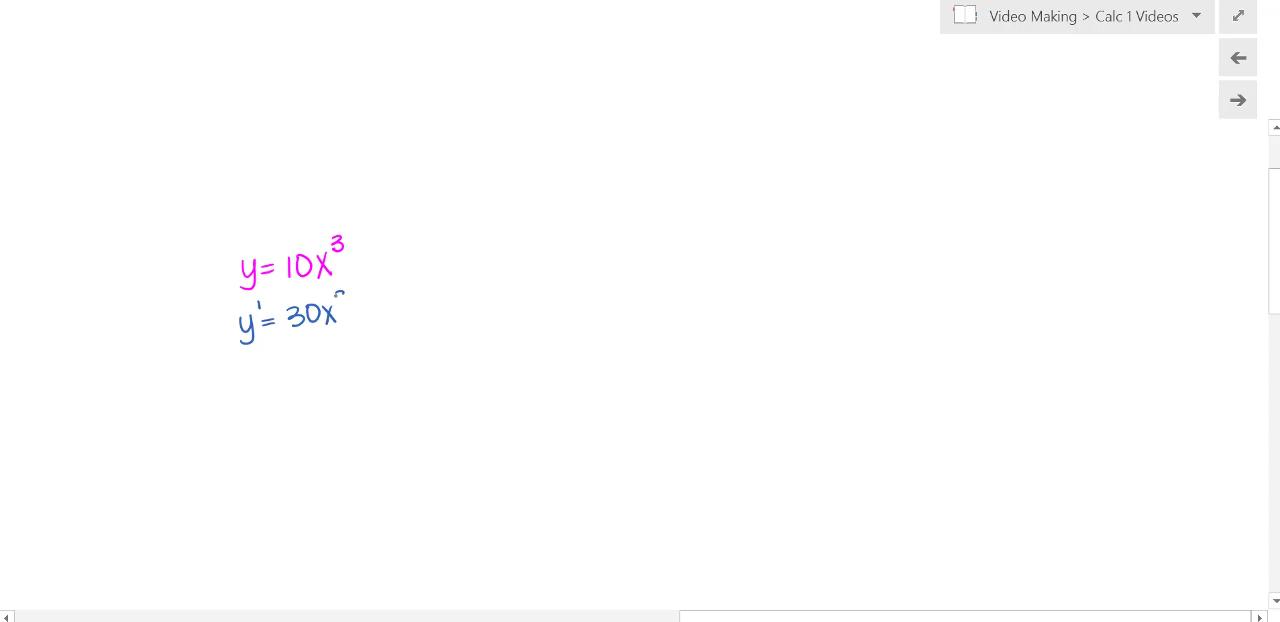 Video Making > Calc 1 Videos
y = 10x³
y' = 30x